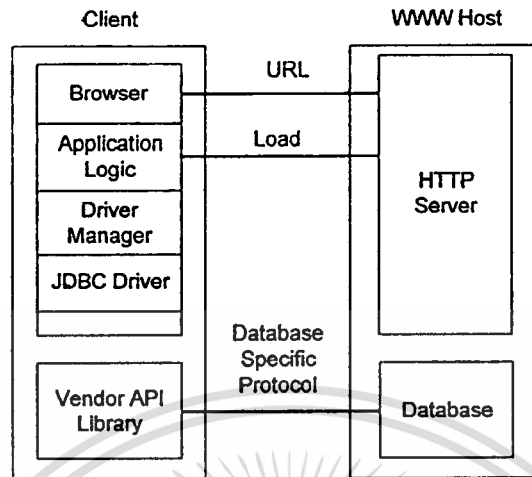 Client
WWW Host
Browser
URL
Application
Logic
Load
HTTP
Server
Driver
Manager
JDBC Driver
Database
Specific
Protocol
Vendor API
Library
Database